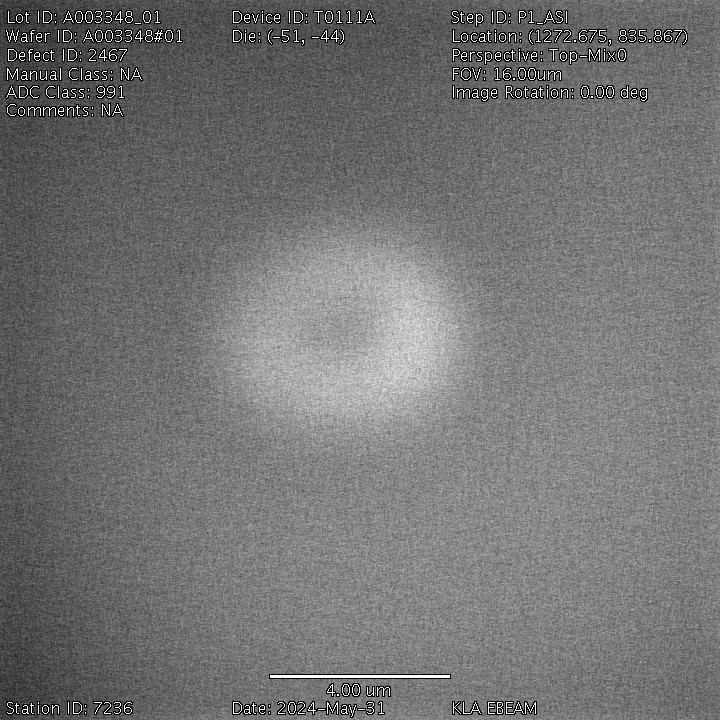 Lot ID: A003348_01
Wafer ID: A003348#01
Defect ID: 2467
Manual Class: NA
ADC Class: 991
Comments: NA
Device ID: T0111A
Die: (-51, -44)
Step ID: P1_ASI
Location: (1272.675, 835.867)
Perspective: Top-Mix0
FOV: 16.00um
Image Rotation: 0.00 deg
4.00 um
Station ID: 7236
Date: 2024-May-31
KLA EBEAM